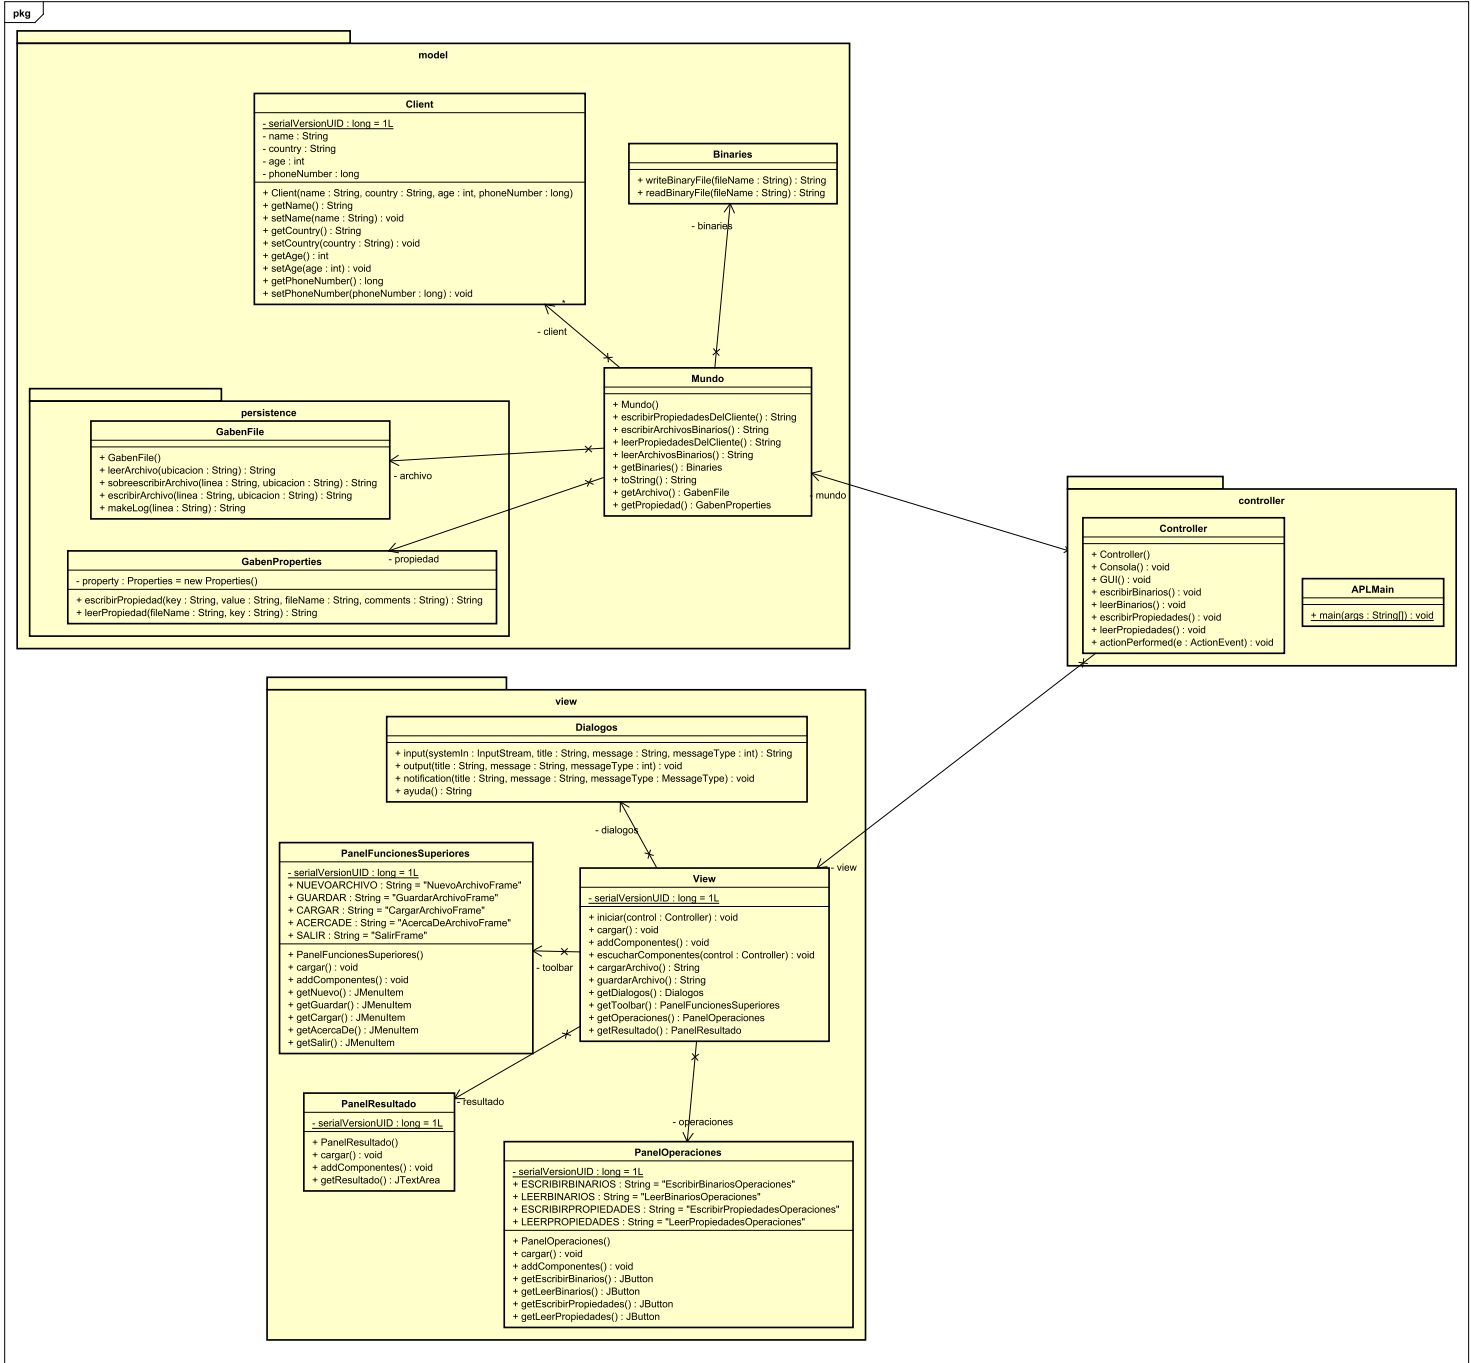 pkg
model
Client
- serialVersionUID : long = 1L
- name : String
- country : String
- age : int
- phoneNumber : long
+ Client(name : String, country : String, age : int, phoneNumber : long)
+ getName() : String
+ setName(name : String) : void
+ getCountry() : String
+ setCountry(country : String) : void
+ getAge() : int
+ setAge(age : int) : void
+ getPhoneNumber() : long
+ setPhoneNumber(phoneNumber : long) : void
Binaries
+ writeBinaryFile(fileName : String) : String
+ readBinaryFile(fileName : String) : String
- binaries
*
- client
Mundo
+ Mundo()
+ escribirPropiedadesDelCliente() : String
+ escribirArchivosBinarios() : String
+ leerPropiedadesDelCliente() : String
+ leerArchivosBinarios() : String
+ getBinaries() : Binaries
+ toString() : String
+ getArchivo() : GabenFile
+ getPropiedad() : GabenProperties
persistence
GabenFile
+ GabenFile()
+ leerArchivo(ubicacion : String) : String
+ sobreescribirArchivo(linea : String, ubicacion : String) : String
+ escribirArchivo(linea : String, ubicacion : String) : String
+ makeLog(linea : String) : String
- archivo
- propiedad
GabenProperties
- property : Properties = new Properties()
+ escribirPropiedad(key : String, value : String, fileName : String, comments : String) : String
+ leerPropiedad(fileName : String, key : String) : String
- mundo
controller
Controller
+ Controller()
+ Consola() : void
+ GUI() : void
+ escribirBinarios() : void
+ leerBinarios() : void
+ escribirPropiedades() : void
+ leerPropiedades() : void
+ actionPerformed(e : ActionEvent) : void
APLMain
+ main(args : String[]) : void
view
Dialogos
+ input(systemIn : InputStream, title : String, message : String, messageType : int) : String
+ output(title : String, message : String, messageType : int) : void
+ notification(title : String, message : String, messageType : MessageType) : void
+ ayuda() : String
- dialogos
PanelFuncionesSuperiores
- serialVersionUID : long = 1L
+ NUEVOARCHIVO : String = "NuevoArchivoFrame"
+ GUARDAR : String = "GuardarArchivoFrame"
+ CARGAR : String = "CargarArchivoFrame"
+ ACERCADE : String = "AcercaDeArchivoFrame"
+ SALIR : String = "SalirFrame"
+ PanelFuncionesSuperiores()
+ cargar() : void
+ addComponentes() : void
+ getNuevo() : JMenuItem
+ getGuardar() : JMenuItem
+ getCargar() : JMenuItem
+ getAcercaDe() : JMenuItem
+ getSalir() : JMenuItem
- toolbar
- view
View
- serialVersionUID : long = 1L
+ iniciar(control : Controller) : void
+ cargar() : void
+ addComponentes() : void
+ escucharComponentes(control : Controller) : void
+ cargarArchivo() : String
+ guardarArchivo() : String
+ getDialogos() : Dialogos
+ getToolbar() : PanelFuncionesSuperiores
+ getOperaciones() : PanelOperaciones
+ getResultado() : PanelResultado
- resultado
PanelResultado
- serialVersionUID : long = 1L
+ PanelResultado()
+ cargar() : void
+ addComponentes() : void
+ getResultado() : JTextArea
- operaciones
PanelOperaciones
- serialVersionUID : long = 1L
+ ESCRIBIRBINARIOS : String = "EscribirBinariosOperaciones"
+ LEERBINARIOS : String = "LeerBinariosOperaciones"
+ ESCRIBIRPROPIEDADES : String = "EscribirPropiedadesOperaciones"
+ LEERPROPIEDADES : String = "LeerPropiedadesOperaciones"
+ PanelOperaciones()
+ cargar() : void
+ addComponentes() : void
+ getEscribirBinarios() : JButton
+ getLeerBinarios() : JButton
+ getEscribirPropiedades() : JButton
+ getLeerPropiedades() : JButton